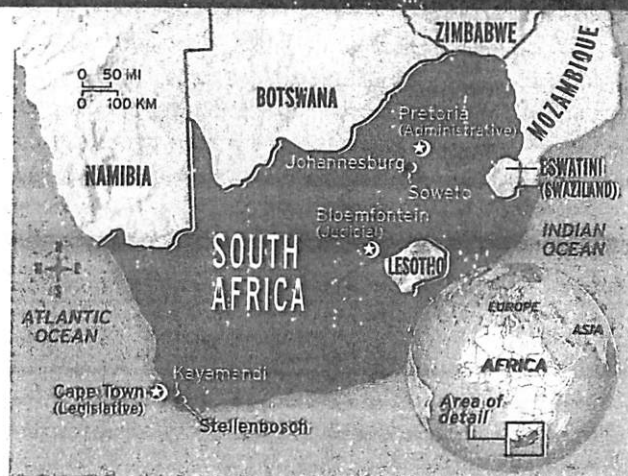 ZIMBABWE
0 50 MI
0 100 KM
MOZAMBIQUE
BOTSWANA
Pretoria
(Administrative)
NAMIBIA
Johannesburg
ESWATINI
(SWAZILAND)
Soweto
Bloemfontein
(Judicial)
INDIAN
OCEAN
SOUTH
AFRICA
LESOTHO
N
W E
S
ATLANTIC
OCEAN
EUROPE
ASIA
AFRICA
Kayamandi
Cape Town
(Legislative)
Stellenbosch
Area of
detail